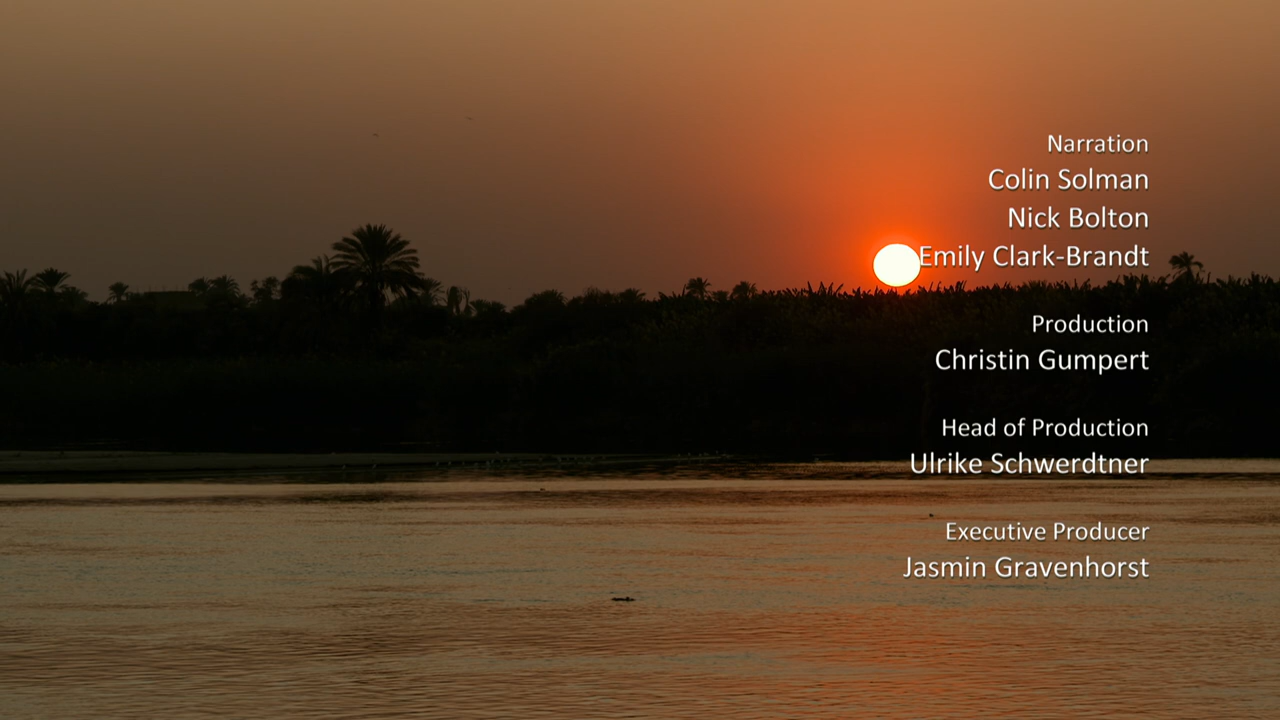 Narration
Colin Solman
Nick Bolton
Emily Clark-Brandt
Production
Christin Gumpert
Head of Production
Ulrike Schwerdtner
Executive Producer
Jasmin Gravenhorst